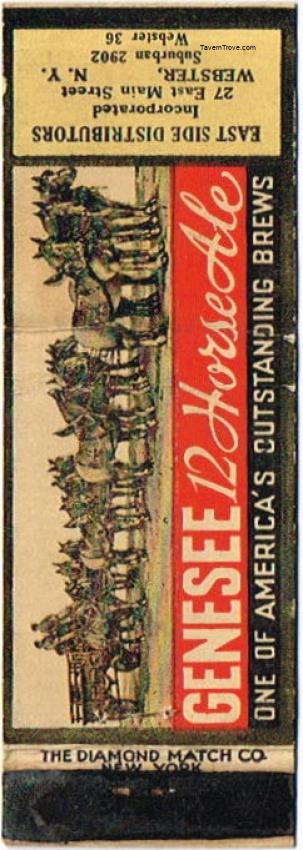 TavernTrove.com
EAST SIDE DISTRIBUTORS
Incorporated
27 East Main Street
WEBSTER, N. Y.
Suburban 2902
Webster 36
GENESEE 12 Horse Ale
ONE OF AMERICA'S OUTSTANDING BREWS
THE DIAMOND MATCH CO.
NEW YORK